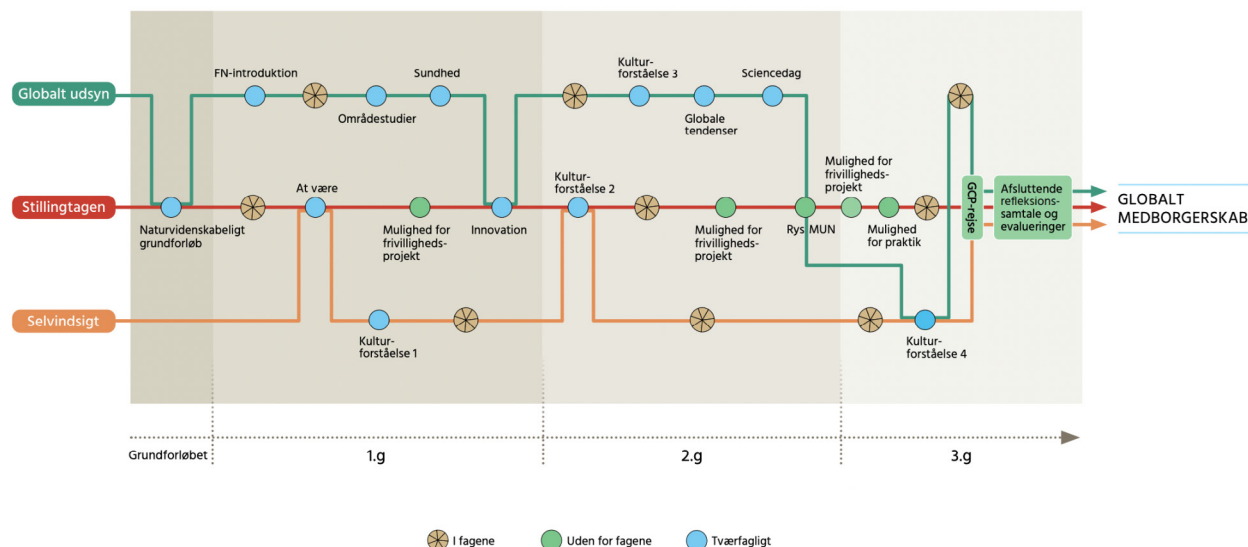 FN-introduktion
Sundhed
Kultur-
forståelse 3
Sciencedag
Globalt udsyn
Områdestudier
Globale
tendenser
At være
Kultur-
forståelse 2
Mulighed for
frivilligheds-
projekt
Stillingtagen
Naturvidenskabeligt
grundforløb
Mulighed for
frivilligheds-
projekt
Innovation
Mulighed for
frivilligheds-
projekt
Rys MUN
Mulighed
for praktik
GCP-rejse
Afsluttende
refleksions-
samtale og
evalueringer
GLOBALT
MEDBORGERSKAB
Selvindsigt
Kultur-
forståelse 1
Kultur-
forståelse 4
Grundforløbet
1.g
2.g
3.g
I fagene
Uden for fagene
Tværfagligt